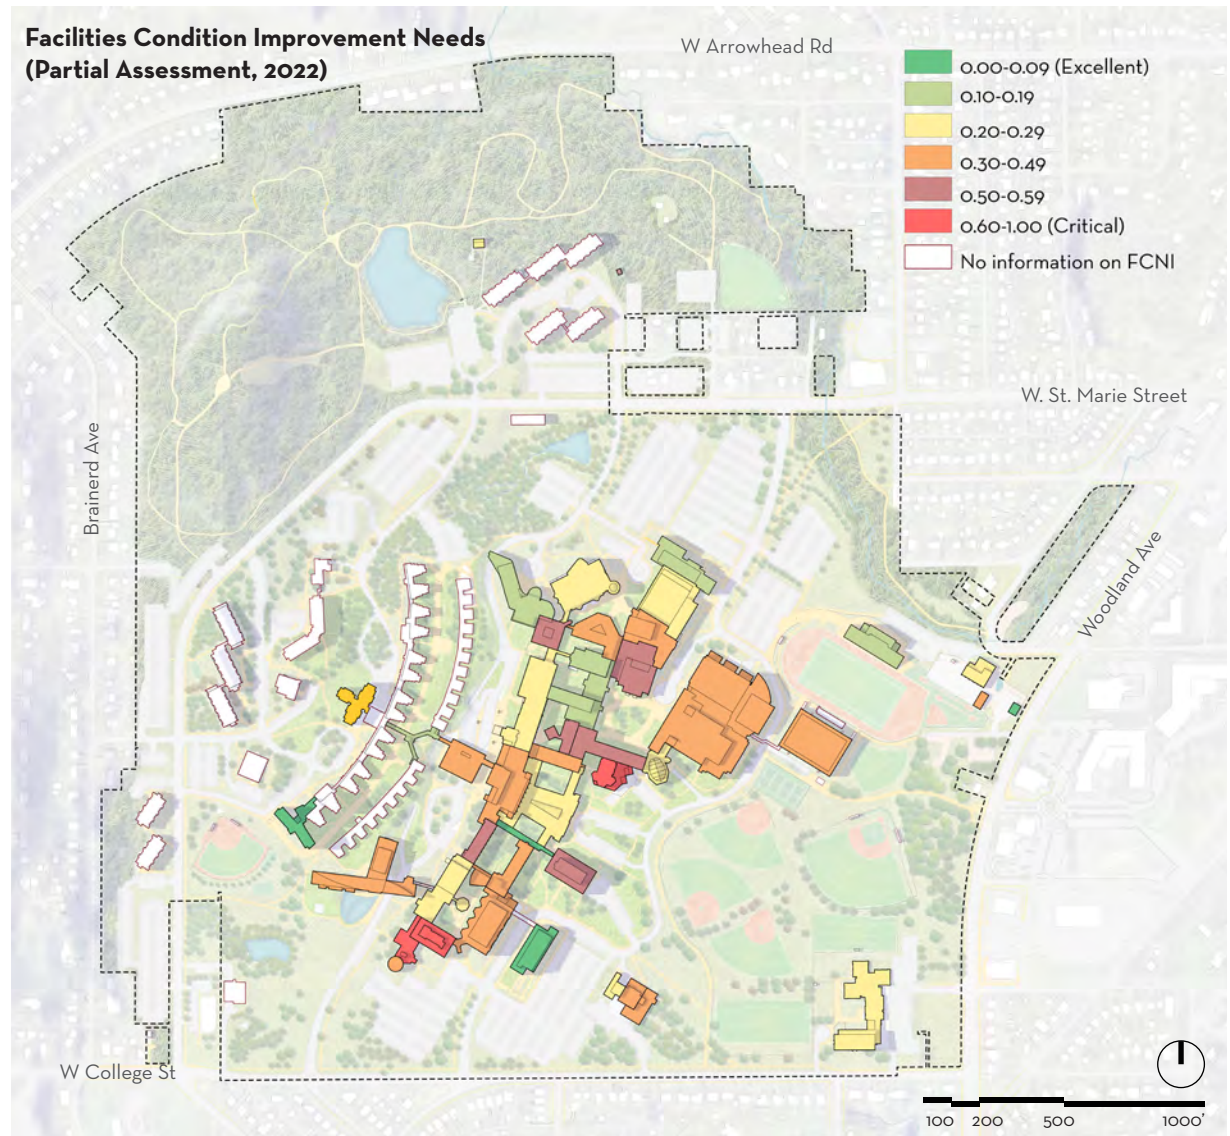 Facilities Condition Improvement Needs
(Partial Assessment, 2022)
W Arrowhead Rd
0.00-0.09 (Excellent)
0.10-0.19
0.20-0.29
0.30-0.49
0.50-0.59
0.60-1.00 (Critical)
No information on FCNI
W. St. Marie Street
Brainerd Ave
Woodland Ave
W College St
100 200 500 1000'